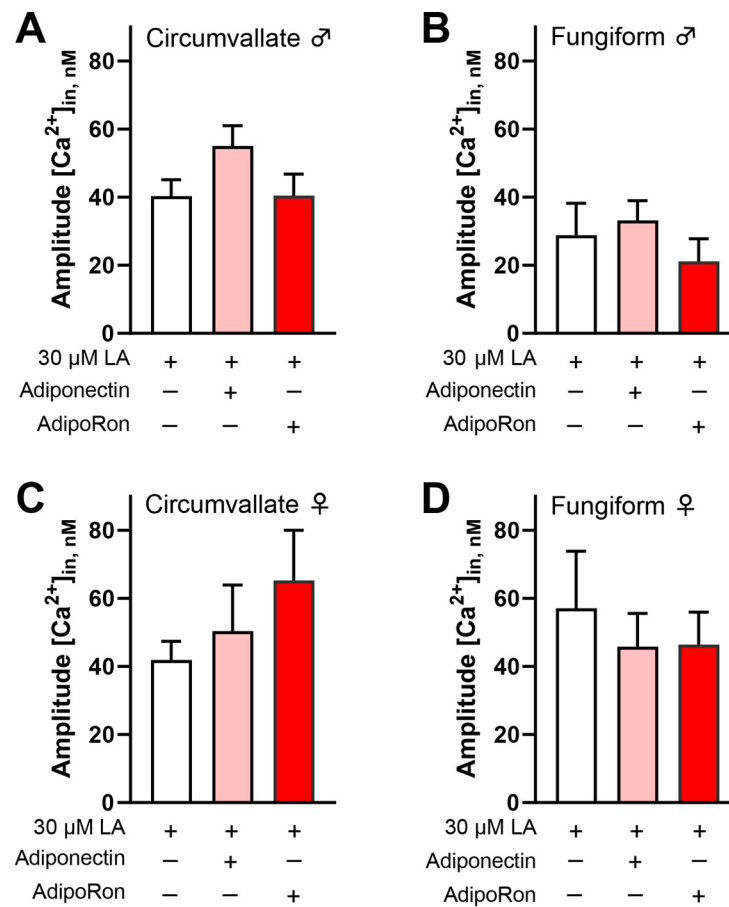 A
Circumvallate ♂
Amplitude [Ca²⁺]in, nM
80
60
40
20
0
30 µM LA + + +
Adiponectin – + –
AdipoRon – – +
B
Fungiform ♂
Amplitude [Ca²⁺]in, nM
80
60
40
20
0
30 µM LA + + +
Adiponectin – + –
AdipoRon – – +
C
Circumvallate ♀
Amplitude [Ca²⁺]in, nM
80
60
40
20
0
30 µM LA + + +
Adiponectin – + –
AdipoRon – – +
D
Fungiform ♀
Amplitude [Ca²⁺]in, nM
80
60
40
20
0
30 µM LA + + +
Adiponectin – + –
AdipoRon – – +